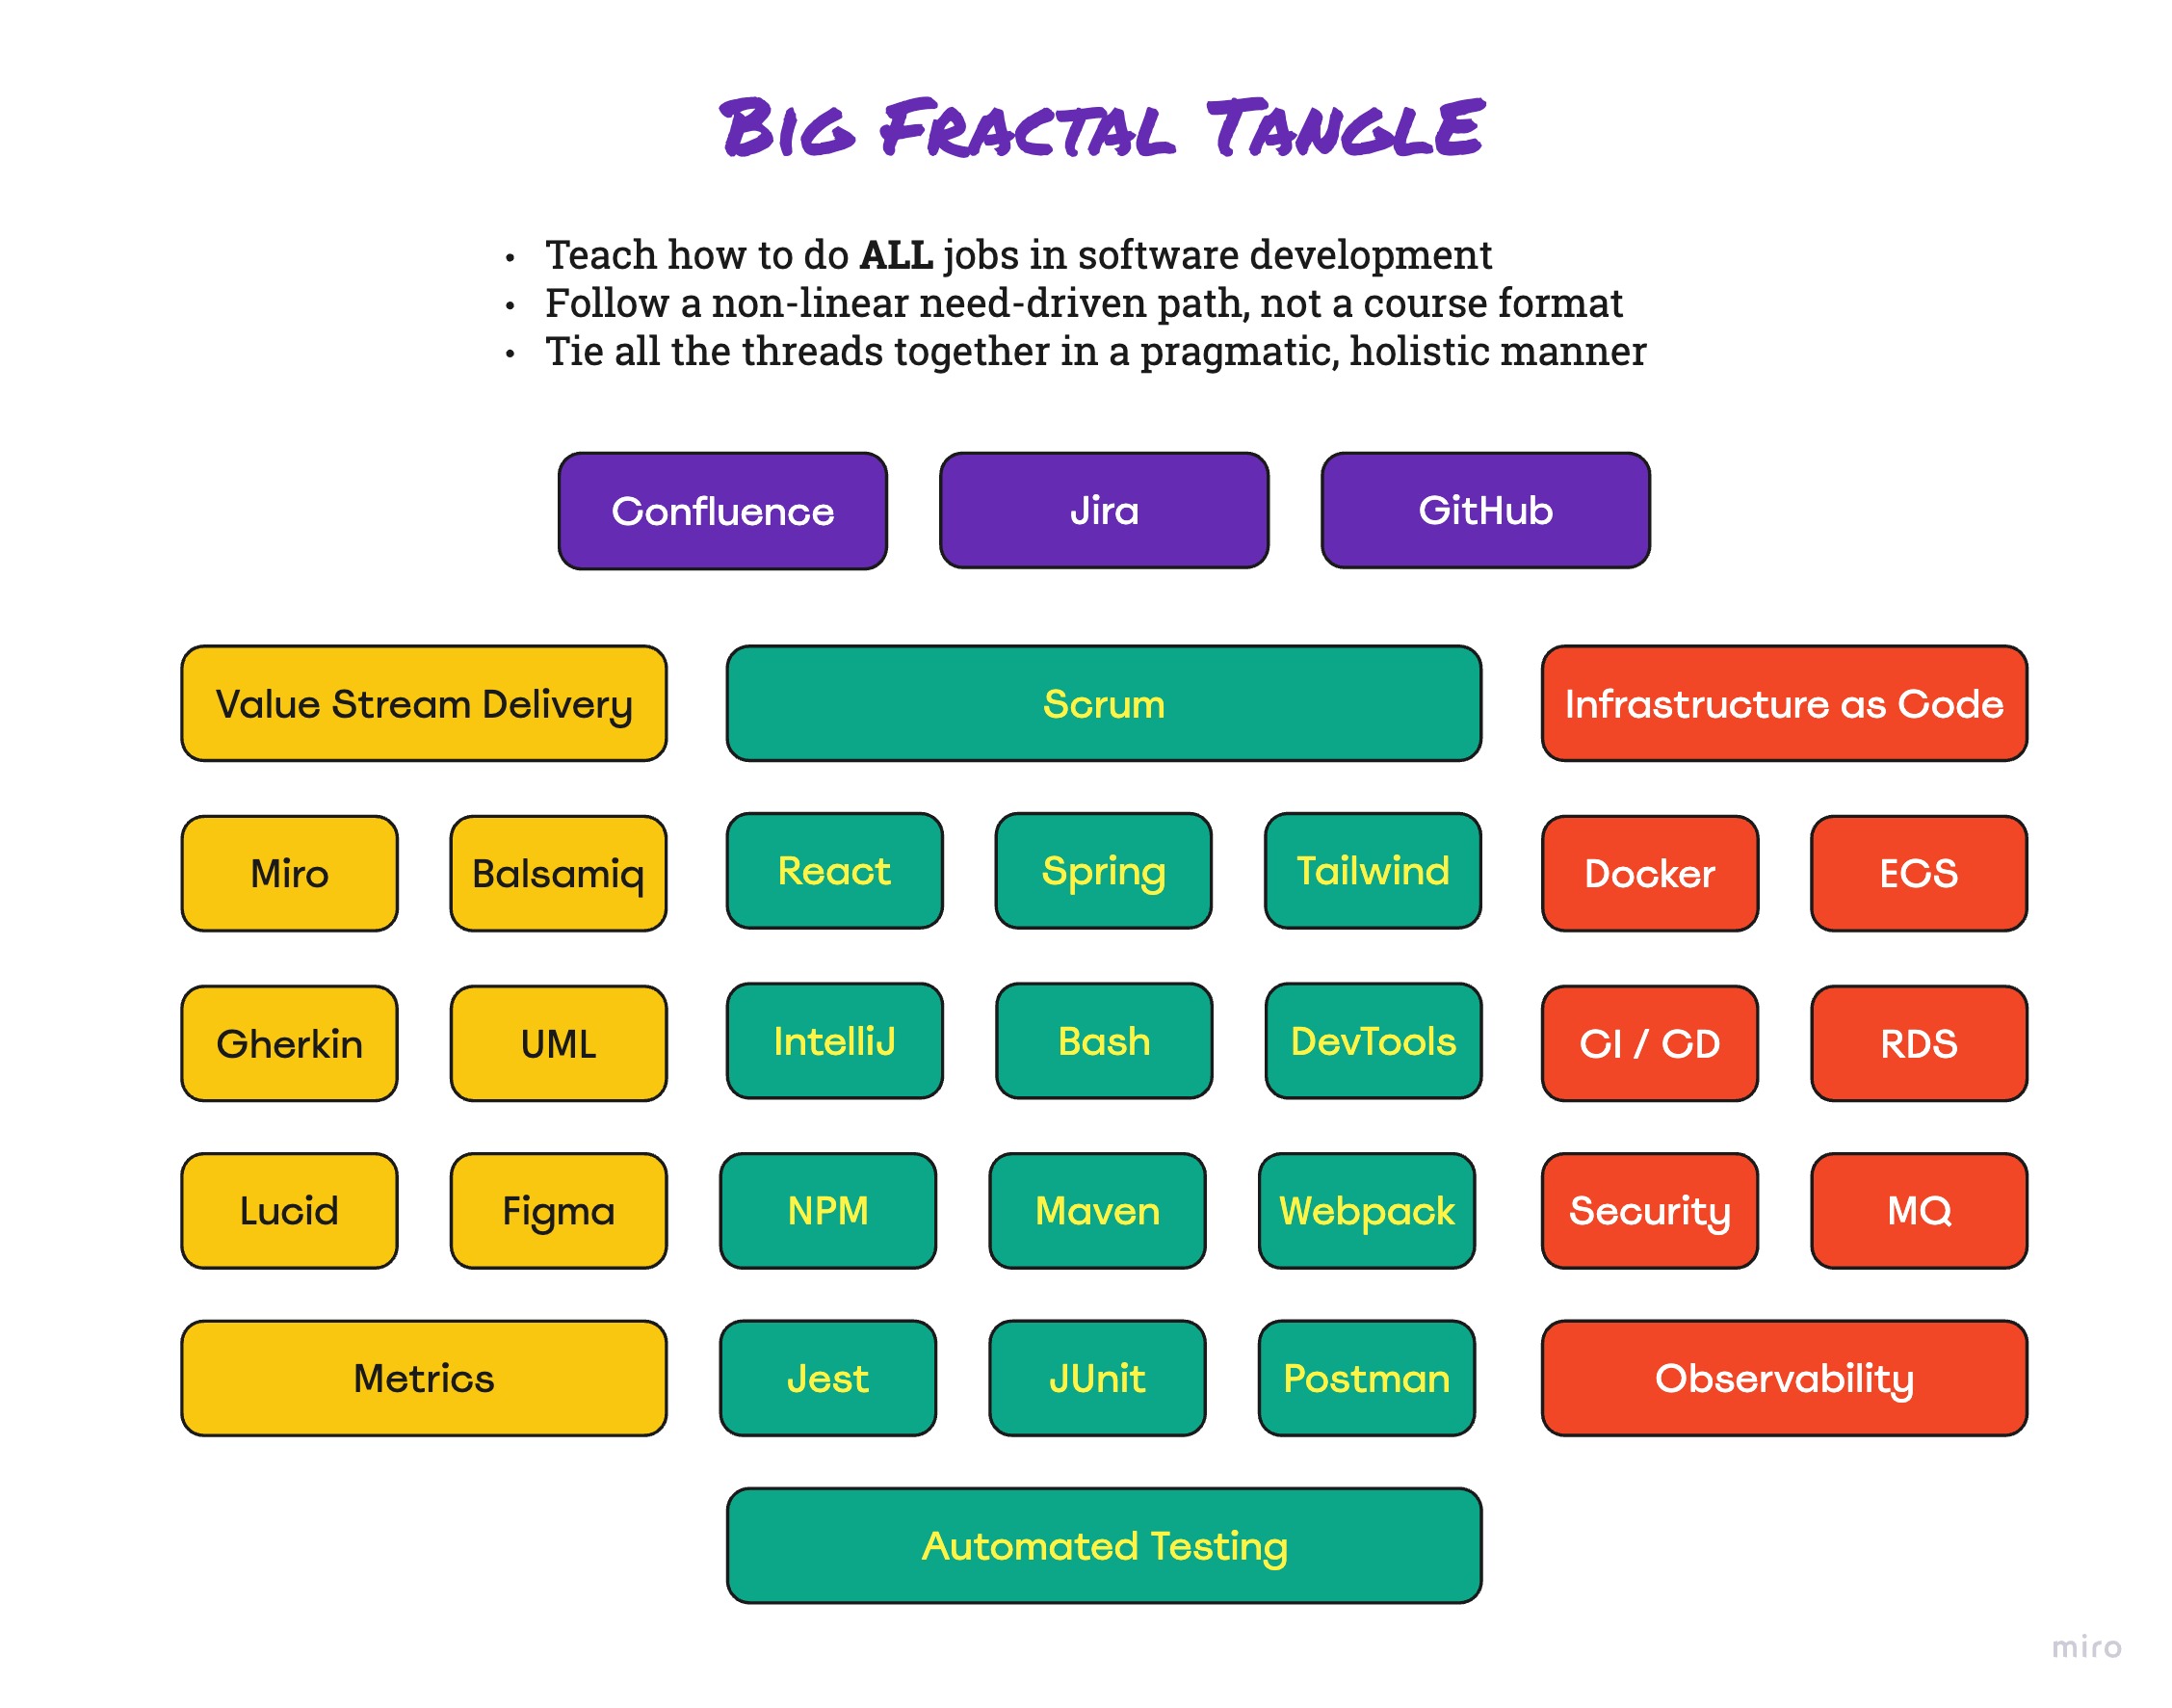 Big Fractal Tangle
• Teach how to do ALL jobs in software development
• Follow a non-linear need-driven path, not a course format
• Tie all the threads together in a pragmatic, holistic manner
Confluence
Jira
GitHub
Value Stream Delivery
Scrum
Infrastructure as Code
Miro
Balsamiq
React
Spring
Tailwind
Docker
ECS
Gherkin
UML
IntelliJ
Bash
DevTools
CI / CD
RDS
Lucid
Figma
NPM
Maven
Webpack
Security
MQ
Metrics
Jest
JUnit
Postman
Observability
Automated Testing
miro